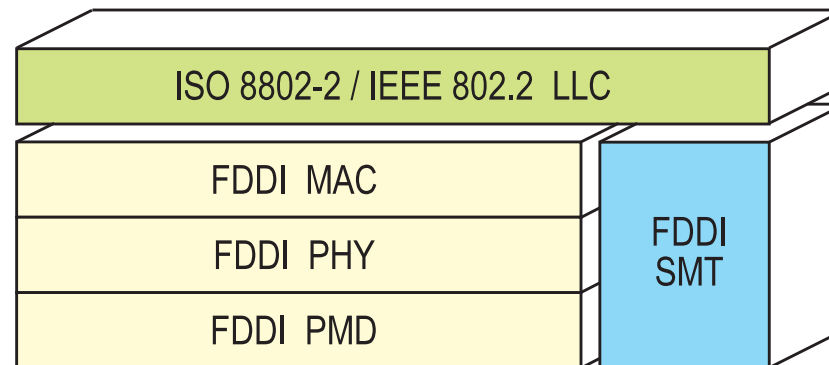 ISO 8802-2 / IEEE 802.2 LLC
FDDI MAC
FDDI PHY
FDDI PMD
FDDI
SMT